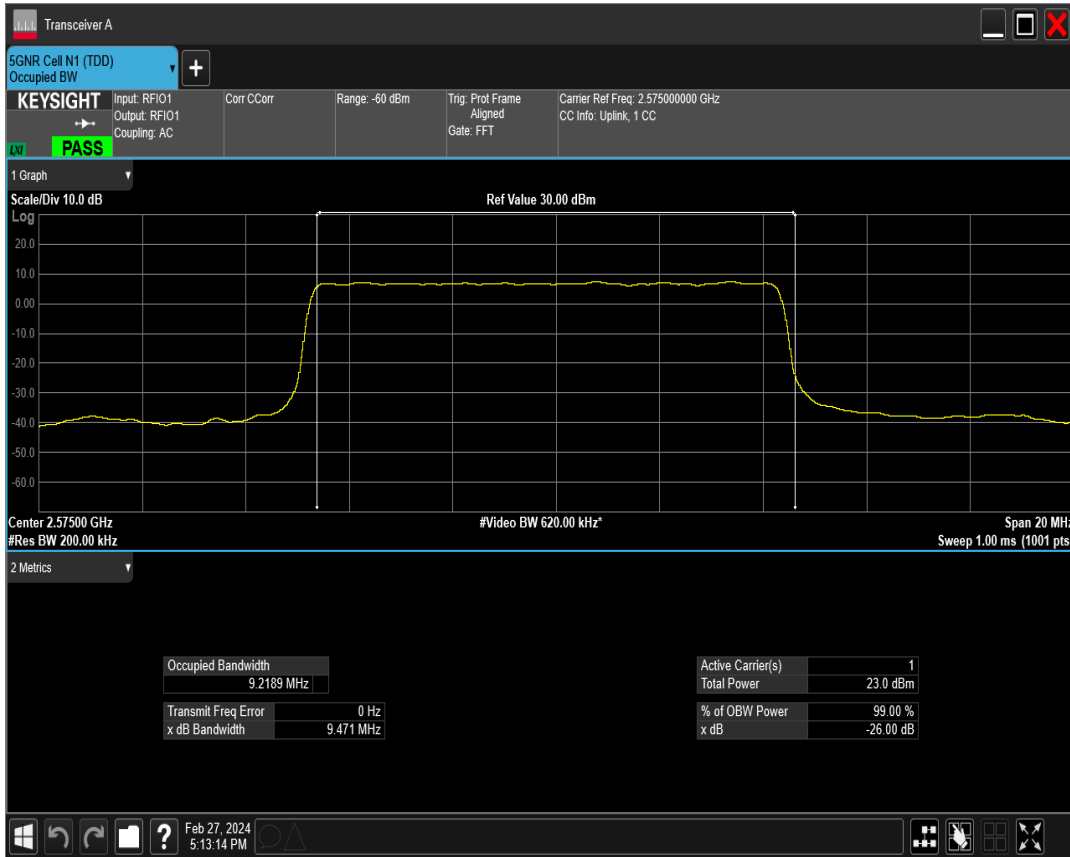 Transceiver A
5GNR Cell N1 (TDD)
Occupied BW
+
KEYSIGHT
Input: RFIO1
Output: RFIO1
Coupling: AC
Corr CCorr
Range: -60 dBm
Trig: Prot Frame
Aligned
Gate: FFT
Carrier Ref Freq: 2.575000000 GHz
CC Info: Uplink, 1 CC
LXI
PASS
1 Graph
Scale/Div 10.0 dB
Ref Value 30.00 dBm
Log
20.0
10.0
0.00
-10.0
-20.0
-30.0
-40.0
-50.0
-60.0
Center 2.57500 GHz
#Video BW 620.00 kHz*
Span 20 MHz
#Res BW 200.00 kHz
Sweep 1.00 ms (1001 pts
2 Metrics
Occupied Bandwidth
9.2189 MHz
Transmit Freq Error 0 Hz
x dB Bandwidth 9.471 MHz
Active Carrier(s) 1
Total Power 23.0 dBm
% of OBW Power 99.00 %
x dB -26.00 dB
?
Feb 27, 2024
5:13:14 PM